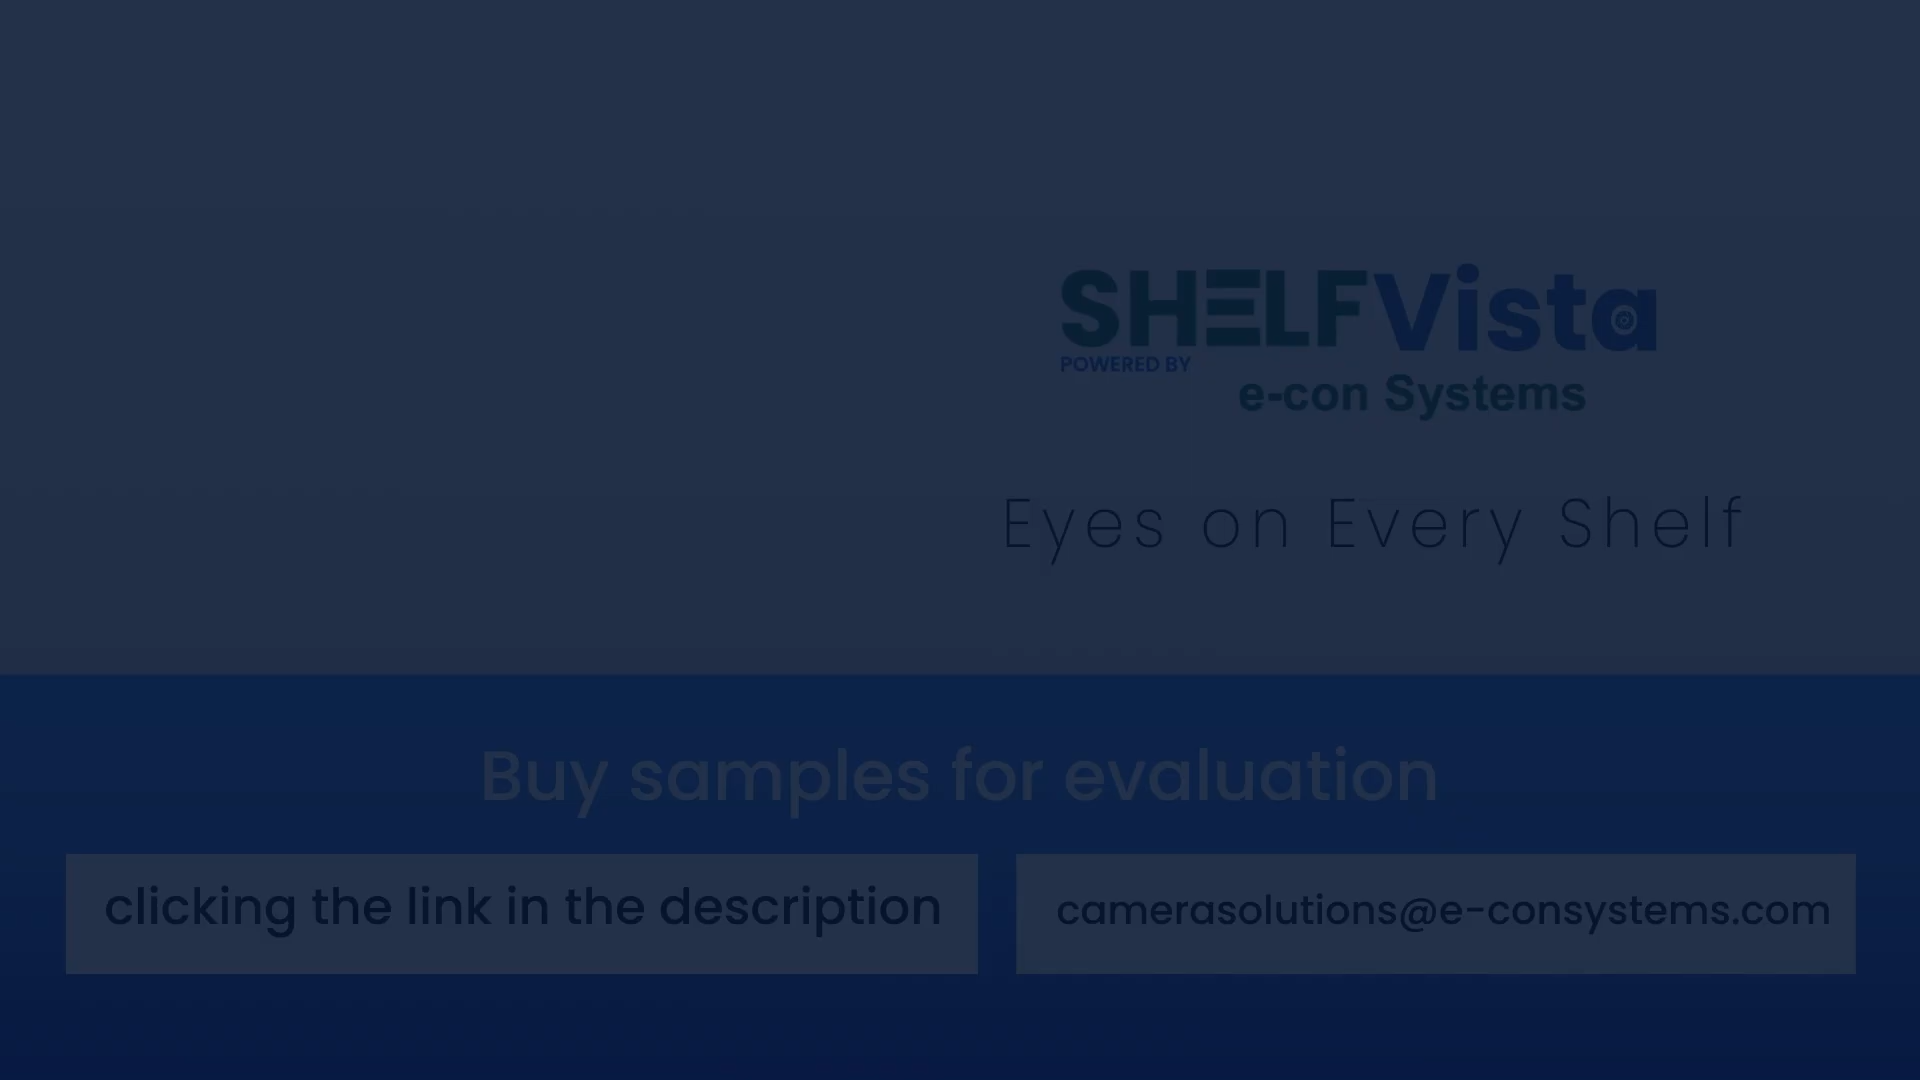 SHELFVista
POWERED BY
e-con Systems
Eyes on Every Shelf
Buy samples for evaluation
clicking the link in the description
camerasolutions@e-consystems.com